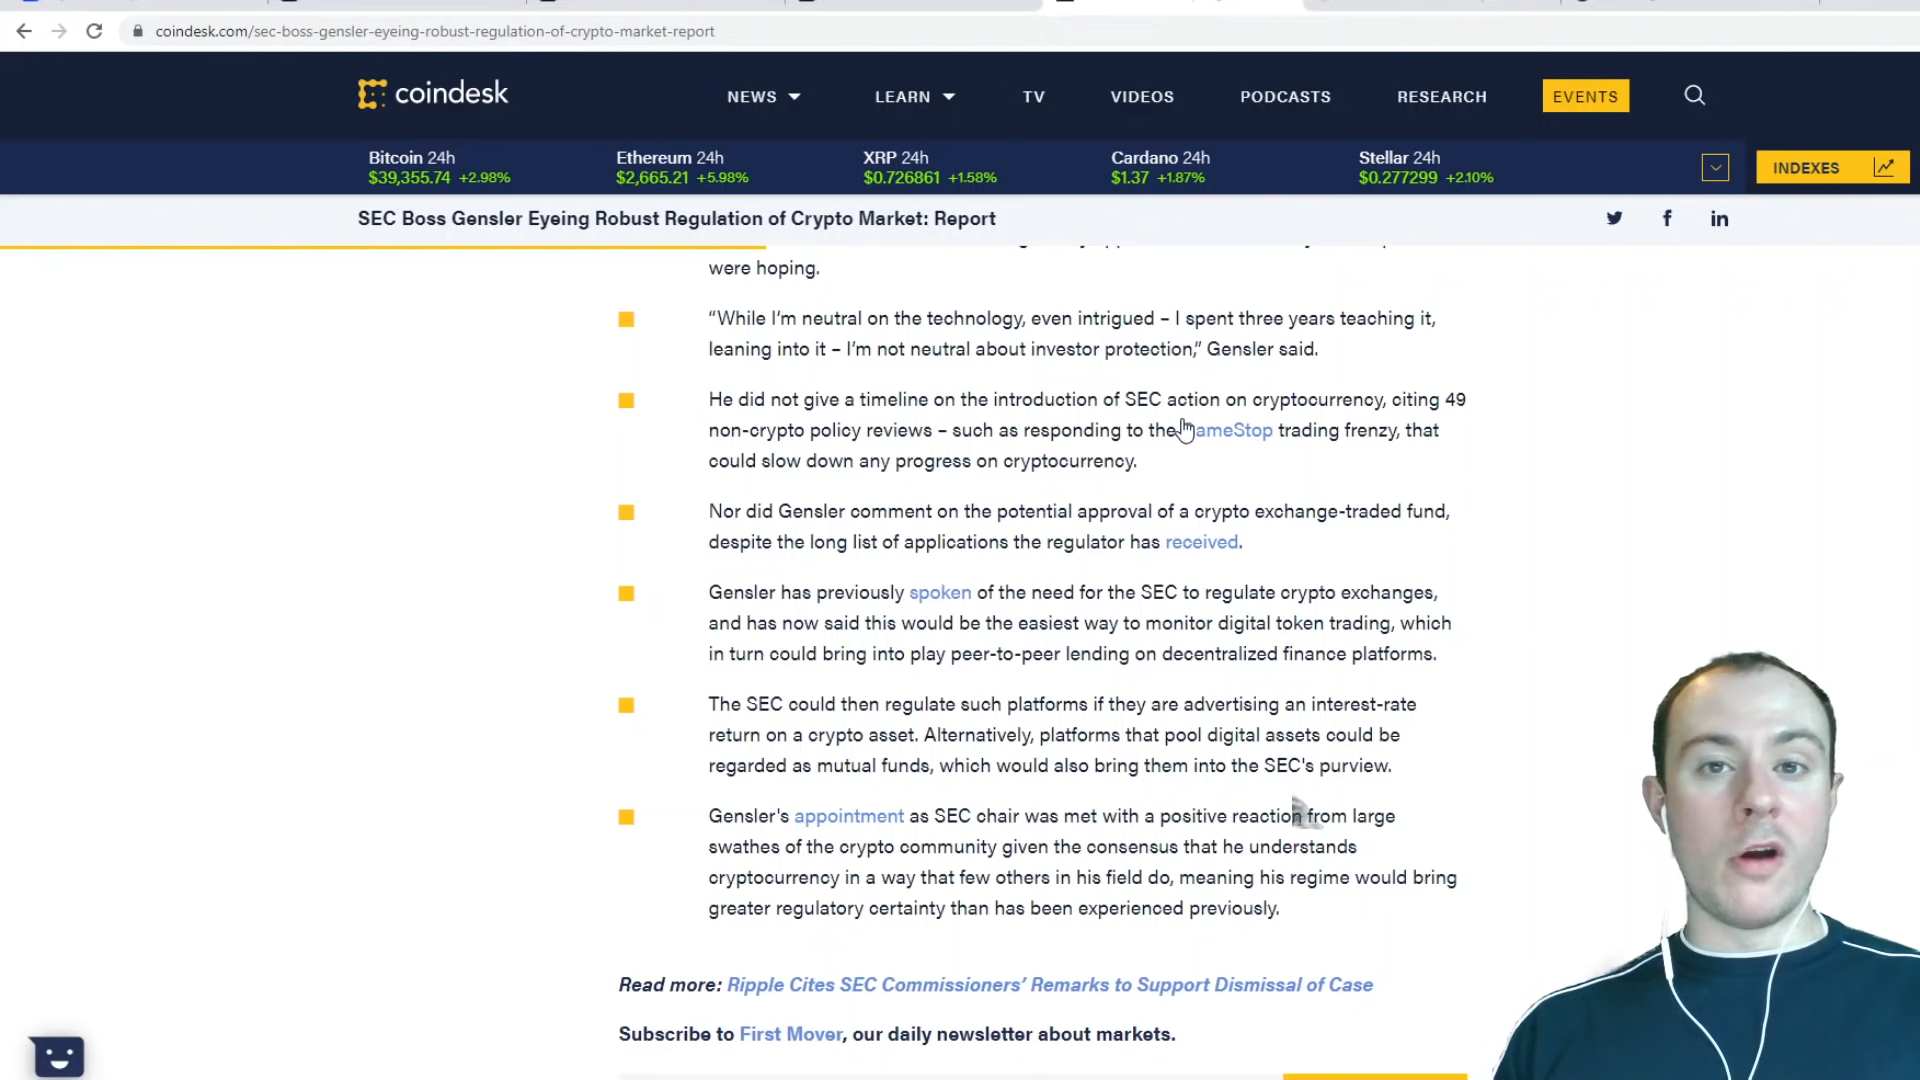 coindesk.com/sec-boss-gensler-eyeing-robust-regulation-of-crypto-market-report
coindesk
NEWS
LEARN
TV
VIDEOS
PODCASTS
RESEARCH
EVENTS
Bitcoin 24h
$39,355.74 +2.98%
Ethereum 24h
$2,665.21 +5.98%
XRP 24h
$0.726861 +1.58%
Cardano 24h
$1.37 +1.87%
Stellar 24h
$0.277299 +2.10%
INDEXES
SEC Boss Gensler Eyeing Robust Regulation of Crypto Market: Report
were hoping.
“While I’m neutral on the technology, even intrigued – I spent three years teaching it,
leaning into it – I’m not neutral about investor protection,” Gensler said.
He did not give a timeline on the introduction of SEC action on cryptocurrency, citing 49
non-crypto policy reviews – such as responding to the ameStop trading frenzy, that
could slow down any progress on cryptocurrency.
Nor did Gensler comment on the potential approval of a crypto exchange-traded fund,
despite the long list of applications the regulator has received.
Gensler has previously spoken of the need for the SEC to regulate crypto exchanges,
and has now said this would be the easiest way to monitor digital token trading, which
in turn could bring into play peer-to-peer lending on decentralized finance platforms.
The SEC could then regulate such platforms if they are advertising an interest-rate
return on a crypto asset. Alternatively, platforms that pool digital assets could be
regarded as mutual funds, which would also bring them into the SEC's purview.
Gensler's appointment as SEC chair was met with a positive reaction from large
swathes of the crypto community given the consensus that he understands
cryptocurrency in a way that few others in his field do, meaning his regime would bring
greater regulatory certainty than has been experienced previously.
Read more: Ripple Cites SEC Commissioners’ Remarks to Support Dismissal of Case
Subscribe to First Mover, our daily newsletter about markets.